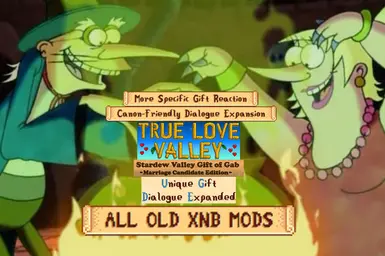 More Specific Gift Reaction
Canon-Friendly Dialogue Expansion
TRUE LOVE
VALLEY
Stardew Valley Gift of Gab
~Marriage Candidate Edition~
Unique Gift
Dialogue Expanded
ALL OLD XNB MODS